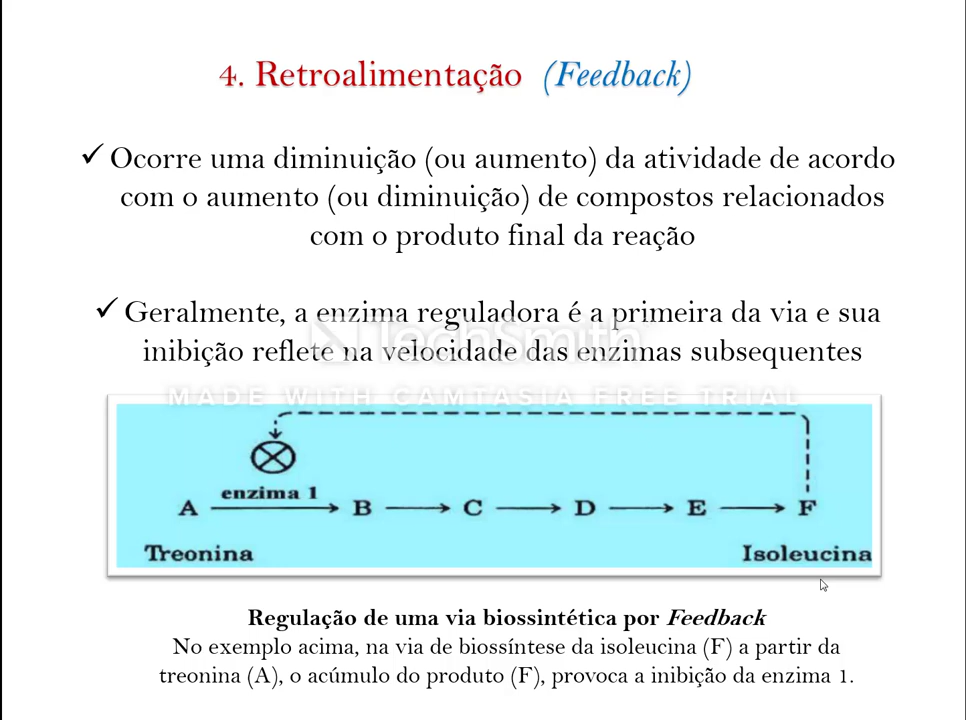 4. Retroalimentação (Feedback)
✓ Ocorre uma diminuição (ou aumento) da atividade de acordo
com o aumento (ou diminuição) de compostos relacionados
com o produto final da reação
✓ Geralmente, a enzima reguladora é a primeira da via e sua
inibição reflete na velocidade das enzimas subsequentes
TechSmith
MADE WITH CAMTASIA FREE TRIAL
enzima 1
A B C D E F
Treonina Isoleucina
Regulação de uma via biossintética por Feedback
No exemplo acima, na via de biossíntese da isoleucina (F) a partir da
treonina (A), o acúmulo do produto (F), provoca a inibição da enzima 1.